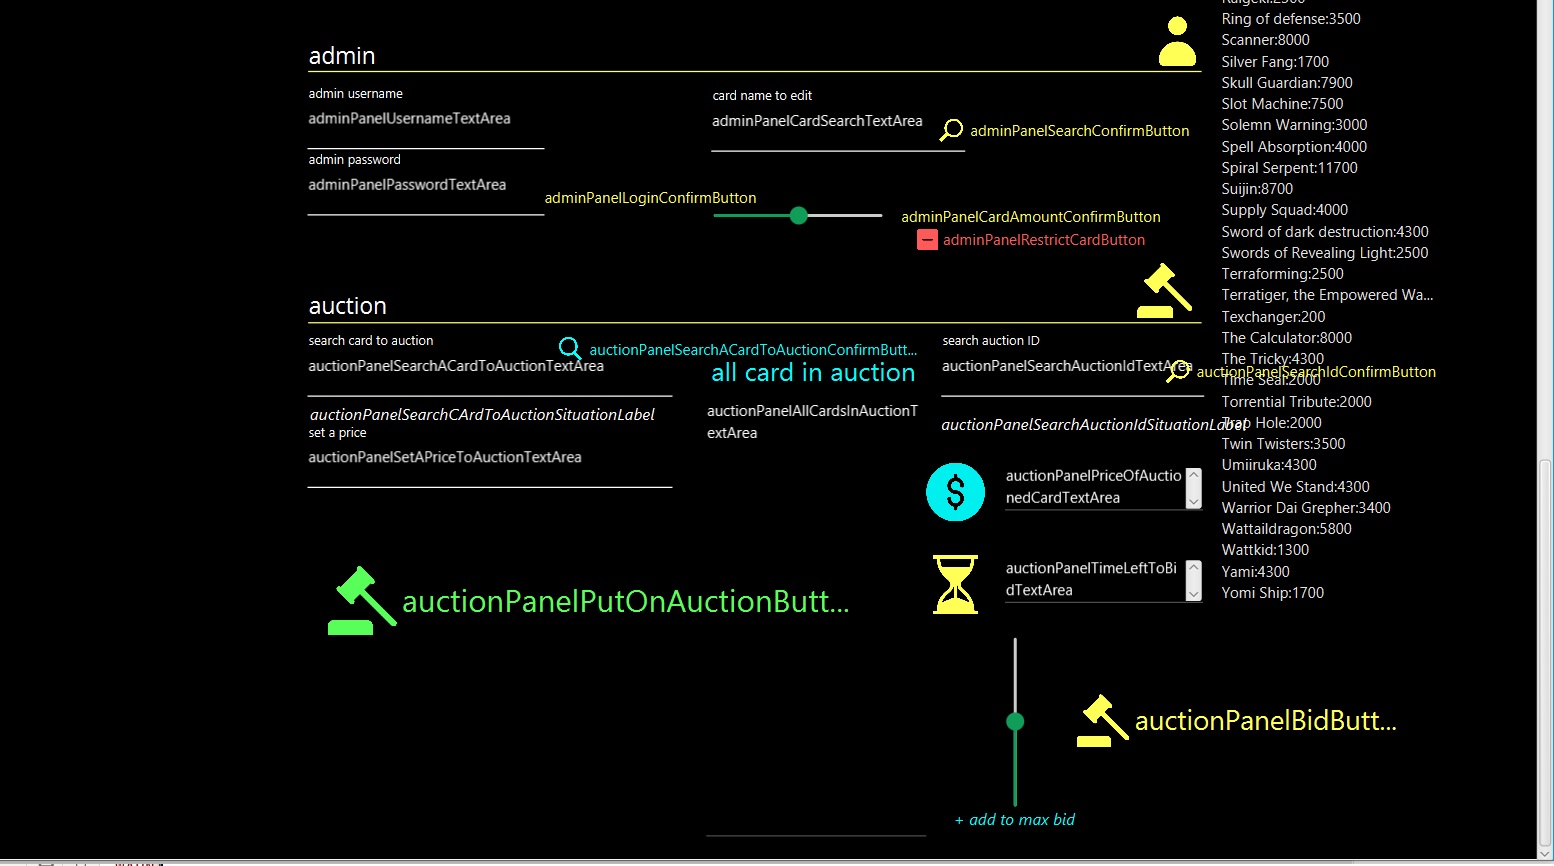 admin
admin username
adminPanelUsernameTextArea
admin password
adminPanelPasswordTextArea
adminPanelLoginConfirmButton
card name to edit
adminPanelCardSearchTextArea
adminPanelSearchConfirmButton
adminPanelCardAmountConfirmButton
adminPanelRestrictCardButton
auction
search card to auction
auctionPanelSearchACardToAuctionTextArea
auctionPanelSearchACardToAuctionConfirmButt...
auctionPanelSearchCArdToAuctionSituationLabel
set a price
auctionPanelSetAPriceToAuctionTextArea
auctionPanelPutOnAuctionButt...
all card in auction
auctionPanelAllCardsInAuctionT
extArea
search auction ID
auctionPanelSearchAuctionIdTextArea
auctionPanelSearchIdConfirmButton
auctionPanelSearchAuctionIdSituationLabel
$
auctionPanelPriceOfAuctio
nedCardTextArea
auctionPanelTimeLeftToBi
dTextArea
auctionPanelBidButt...
+ add to max bid
Ring of defense:3500
Scanner:8000
Silver Fang:1700
Skull Guardian:7900
Slot Machine:7500
Solemn Warning:3000
Spell Absorption:4000
Spiral Serpent:11700
Suijin:8700
Supply Squad:4000
Sword of dark destruction:4300
Swords of Revealing Light:2500
Terraforming:2500
Terratiger, the Empowered Wa...
Texchanger:200
The Calculator:8000
The Tricky:4300
Time Seal:2000
Torrential Tribute:2000
Trap Hole:2000
Twin Twisters:3500
Umiiruka:4300
United We Stand:4300
Warrior Dai Grepher:3400
Wattaildragon:5800
Wattkid:1300
Yami:4300
Yomi Ship:1700